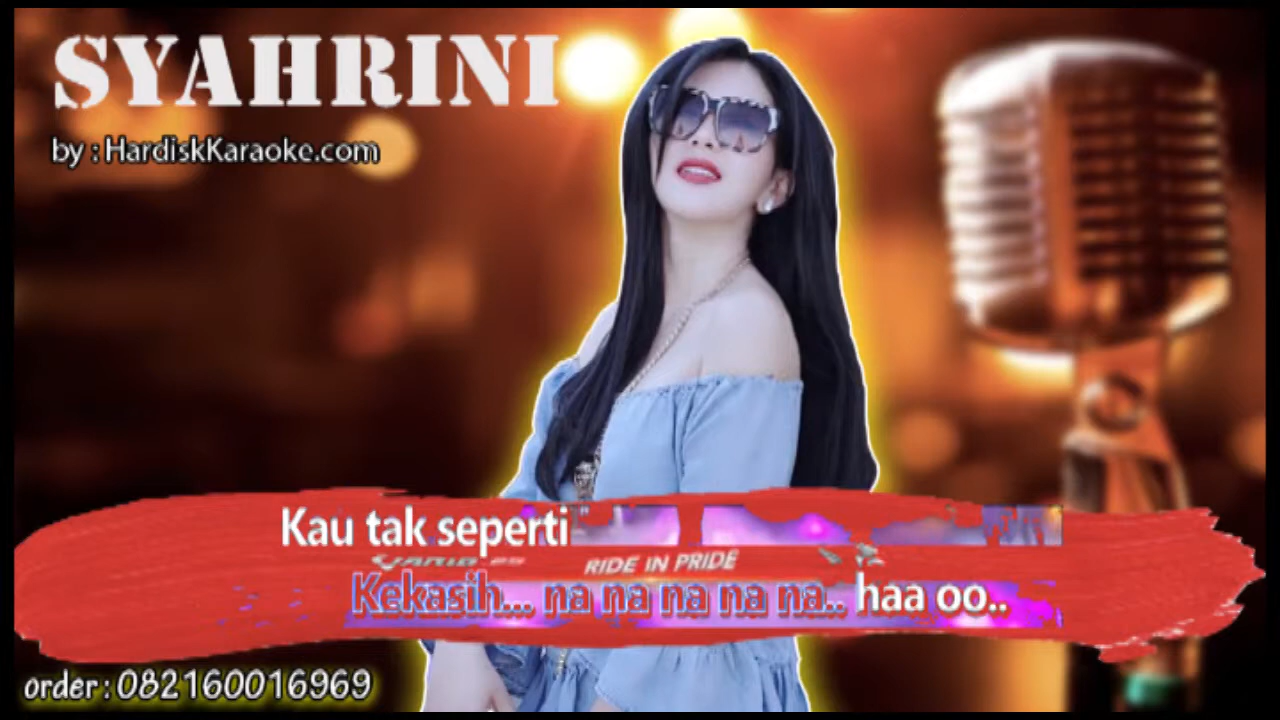 SYAHRINI
by : HardiskKaraoke.com
Kau tak seperti
RIDE IN PRIDE
Kekasih... na na na na na.. haa oo..
order : 082160016969